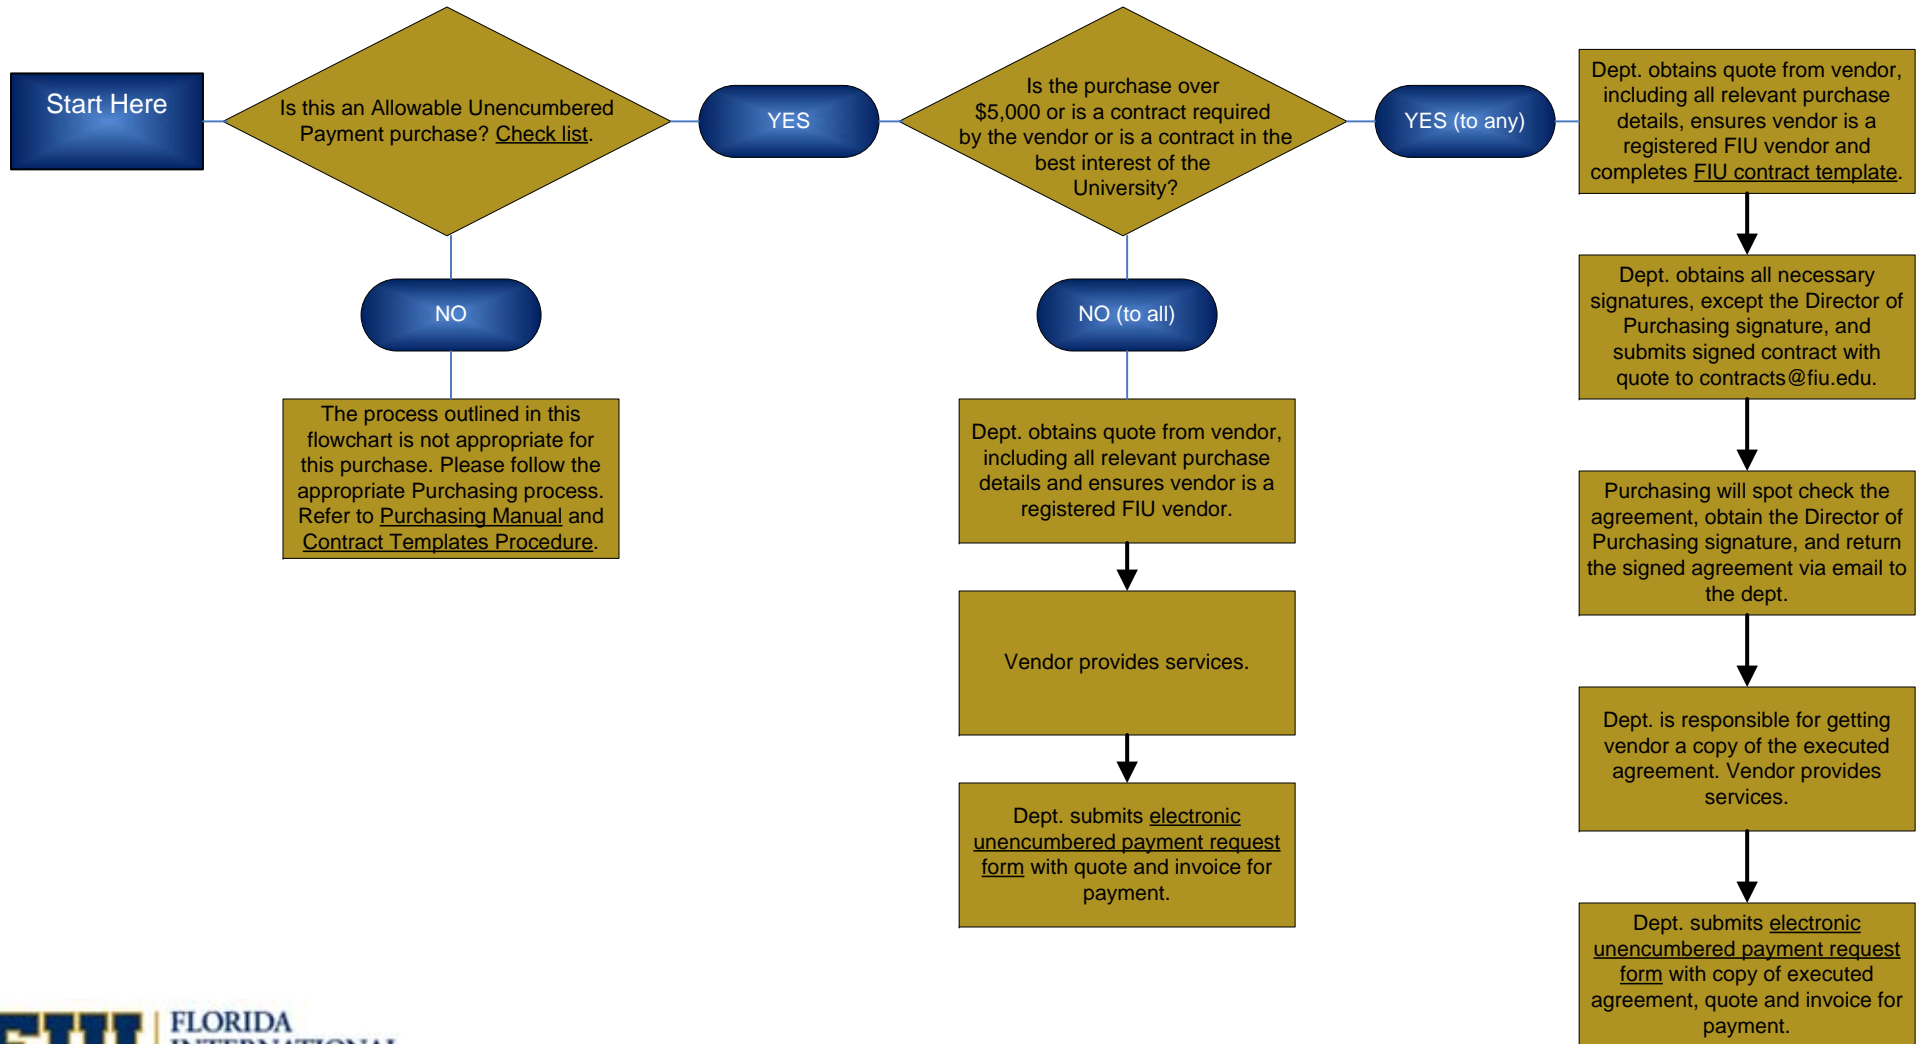 Start Here
Is this an Allowable Unencumbered
Payment purchase? Check list.
YES
Is the purchase over
$5,000 or is a contract required
by the vendor or is a contract in the
best interest of the
University?
YES (to any)
Dept. obtains quote from vendor,
including all relevant purchase
details, ensures vendor is a
registered FIU vendor and
completes FIU contract template.
NO
The process outlined in this
flowchart is not appropriate for
this purchase. Please follow the
appropriate Purchasing process.
Refer to Purchasing Manual and
Contract Templates Procedure.
NO (to all)
Dept. obtains quote from vendor,
including all relevant purchase
details and ensures vendor is a
registered FIU vendor.
Vendor provides services.
Dept. submits electronic
unencumbered payment request
form with quote and invoice for
payment.
Dept. obtains all necessary
signatures, except the Director of
Purchasing signature, and
submits signed contract with
quote to contracts@fiu.edu.
Purchasing will spot check the
agreement, obtain the Director of
Purchasing signature, and return
the signed agreement via email to
the dept.
Dept. is responsible for getting
vendor a copy of the executed
agreement. Vendor provides
services.
Dept. submits electronic
unencumbered payment request
form with copy of executed
agreement, quote and invoice for
payment.
FIU
FLORIDA
INTERNATIONAL